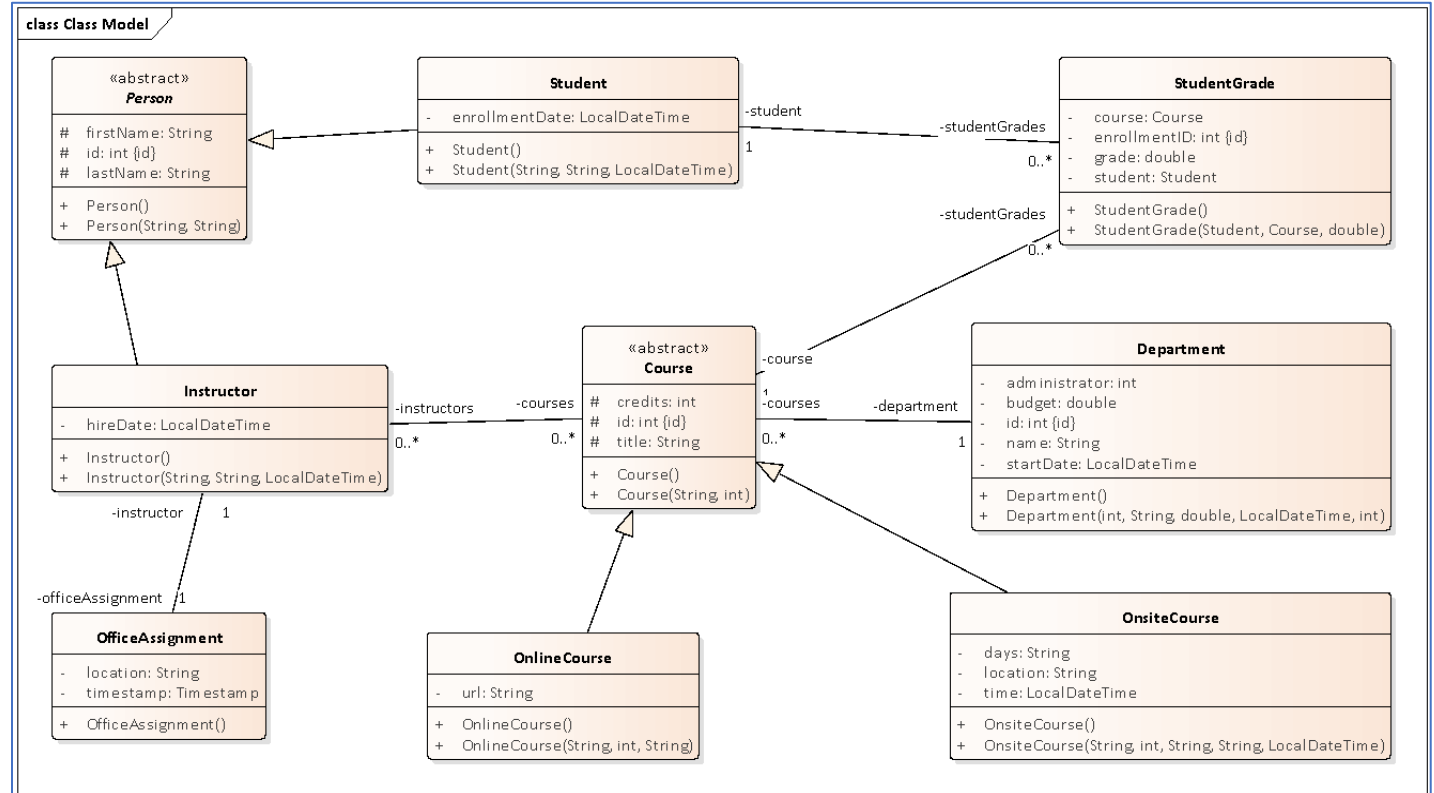 class Class Model
«abstract»
Person
# firstName: String
# id: int {id}
# lastName: String
+ Person()
+ Person(String, String)
Student
- enrollmentDate: LocalDateTime
+ Student()
+ Student(String, String, LocalDateTime)
-student
1
-studentGrades
0..*
StudentGrade
- course: Course
- enrollmentID: int {id}
- grade: double
- student: Student
+ StudentGrade()
+ StudentGrade(Student, Course, double)
-studentGrades
0..*
-course
1
Instructor
- hireDate: LocalDateTime
+ Instructor()
+ Instructor(String, String, LocalDateTime)
-instructors
0..*
-courses
0..*
«abstract»
Course
# credits: int
# id: int {id}
# title: String
+ Course()
+ Course(String, int)
-courses
0..*
-department
1
Department
- administrator: int
- budget: double
- id: int {id}
- name: String
- startDate: LocalDateTime
+ Department()
+ Department(int, String, double, LocalDateTime, int)
-instructor
1
-officeAssignment
1
OfficeAssignment
- location: String
- timestamp: Timestamp
+ OfficeAssignment()
OnlineCourse
- url: String
+ OnlineCourse()
+ OnlineCourse(String, int, String)
OnsiteCourse
- days: String
- location: String
- time: LocalDateTime
+ OnsiteCourse()
+ OnsiteCourse(String, int, String, String, LocalDateTime)